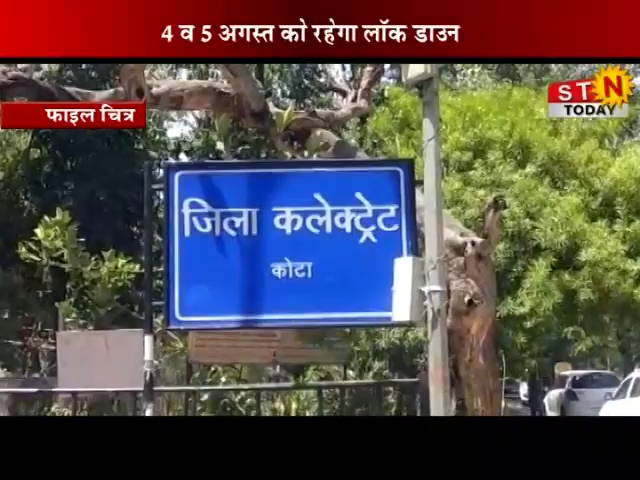 4 व 5 अगस्त को रहेगा लॉक डाउन
STN
TODAY
फाइल चित्र
जिला कलेक्ट्रेट
कोटा